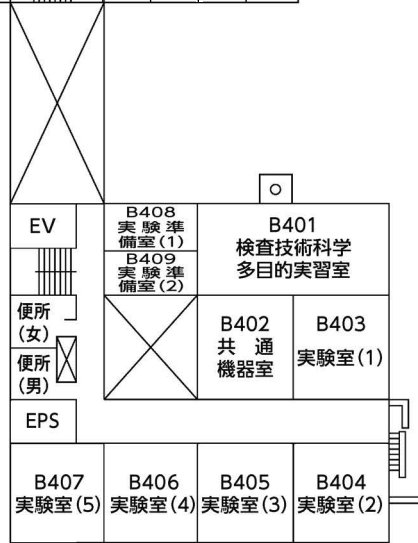 EV
B408
実験準
備室(1)
B409
実験準
備室(2)
B401
検査技術科学
多目的実習室
便所
(女)
便所
(男)
B402
共　通
機器室
B403
実験室(1)
EPS
B407
実験室(5)
B406
実験室(4)
B405
実験室(3)
B404
実験室(2)